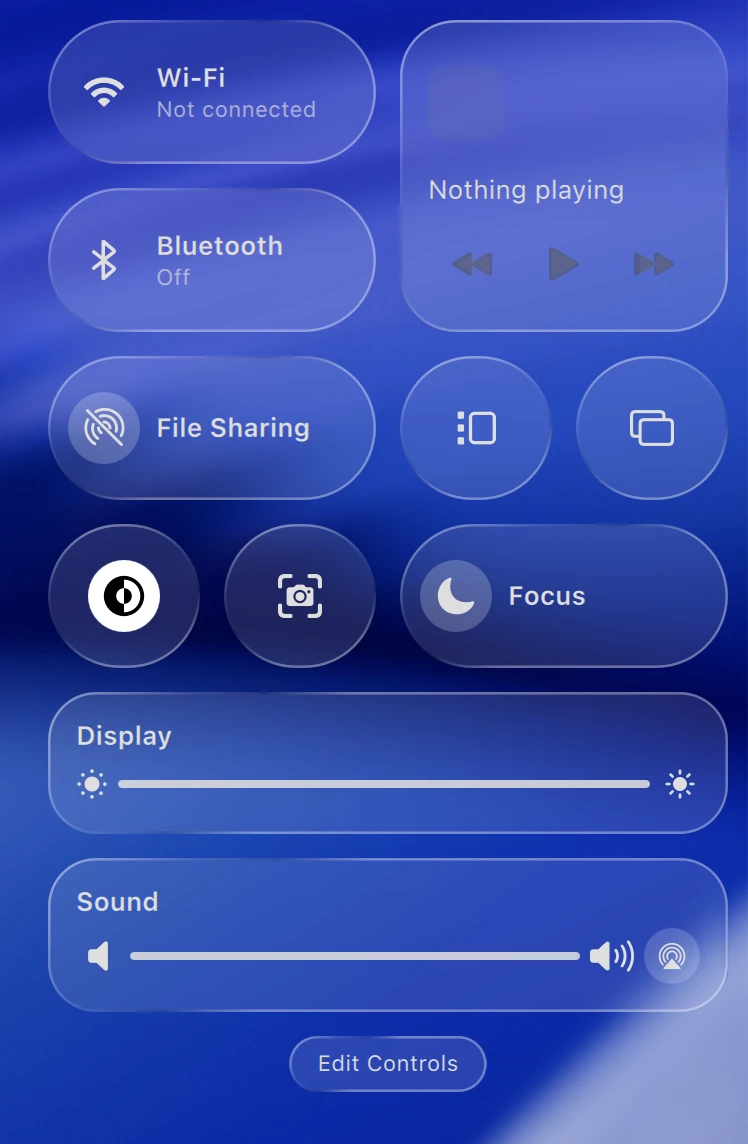 Wi-Fi
Not connected
Nothing playing
Bluetooth
Off
File Sharing
Focus
Display
Sound
Edit Controls